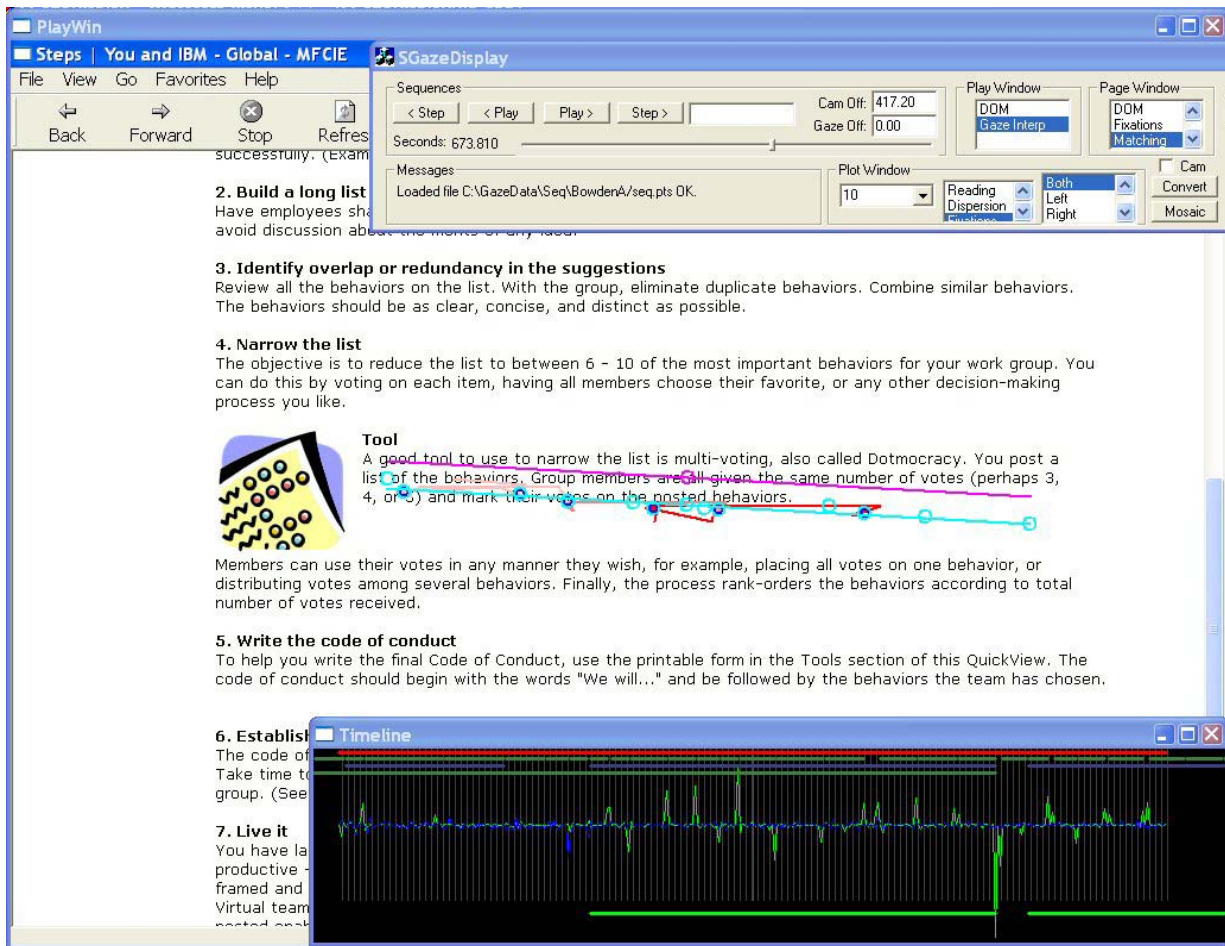 PlayWin
Steps | You and IBM - Global - MFCIE
File View Go Favorites Help
Back Forward Stop Refres
SGazeDisplay
Sequences
< Step < Play Play > Step >
Cam Off: 417.20
Gaze Off: 0.00
Seconds: 673.810
Play Window
DOM
Gaze Interp
Page Window
DOM
Fixations
Matching
Messages
Loaded file C:\GazeData\Seq\BowdenA/seq.pts OK.
Plot Window
10
Reading
Dispersion
Fixations
Both
Left
Right
Cam
Convert
Mosaic
successfully. (Exam
2. Build a long list
Have employees sha
avoid discussion about the merits of any idea.
3. Identify overlap or redundancy in the suggestions
Review all the behaviors on the list. With the group, eliminate duplicate behaviors. Combine similar behaviors.
The behaviors should be as clear, concise, and distinct as possible.
4. Narrow the list
The objective is to reduce the list to between 6 - 10 of the most important behaviors for your work group. You
can do this by voting on each item, having all members choose their favorite, or any other decision-making
process you like.
Tool
A good tool to use to narrow the list is multi-voting, also called Dotmocracy. You post a
list of the behaviors. Group members are all given the same number of votes (perhaps 3,
4, or 5) and mark their votes on the posted behaviors.
Members can use their votes in any manner they wish, for example, placing all votes on one behavior, or
distributing votes among several behaviors. Finally, the process rank-orders the behaviors according to total
number of votes received.
5. Write the code of conduct
To help you write the final Code of Conduct, use the printable form in the Tools section of this QuickView. The
code of conduct should begin with the words "We will..." and be followed by the behaviors the team has chosen.
6. Establish
The code of
Take time to
group. (See
Timeline
7. Live it
You have la
productive -
framed and
Virtual team